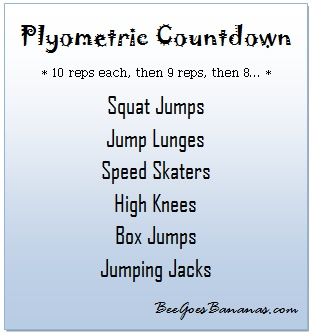 Plyometric Countdown
* 10 reps each, then 9 reps, then 8... *
Squat Jumps
Jump Lunges
Speed Skaters
High Knees
Box Jumps
Jumping Jacks
BeeGoesBananas.com